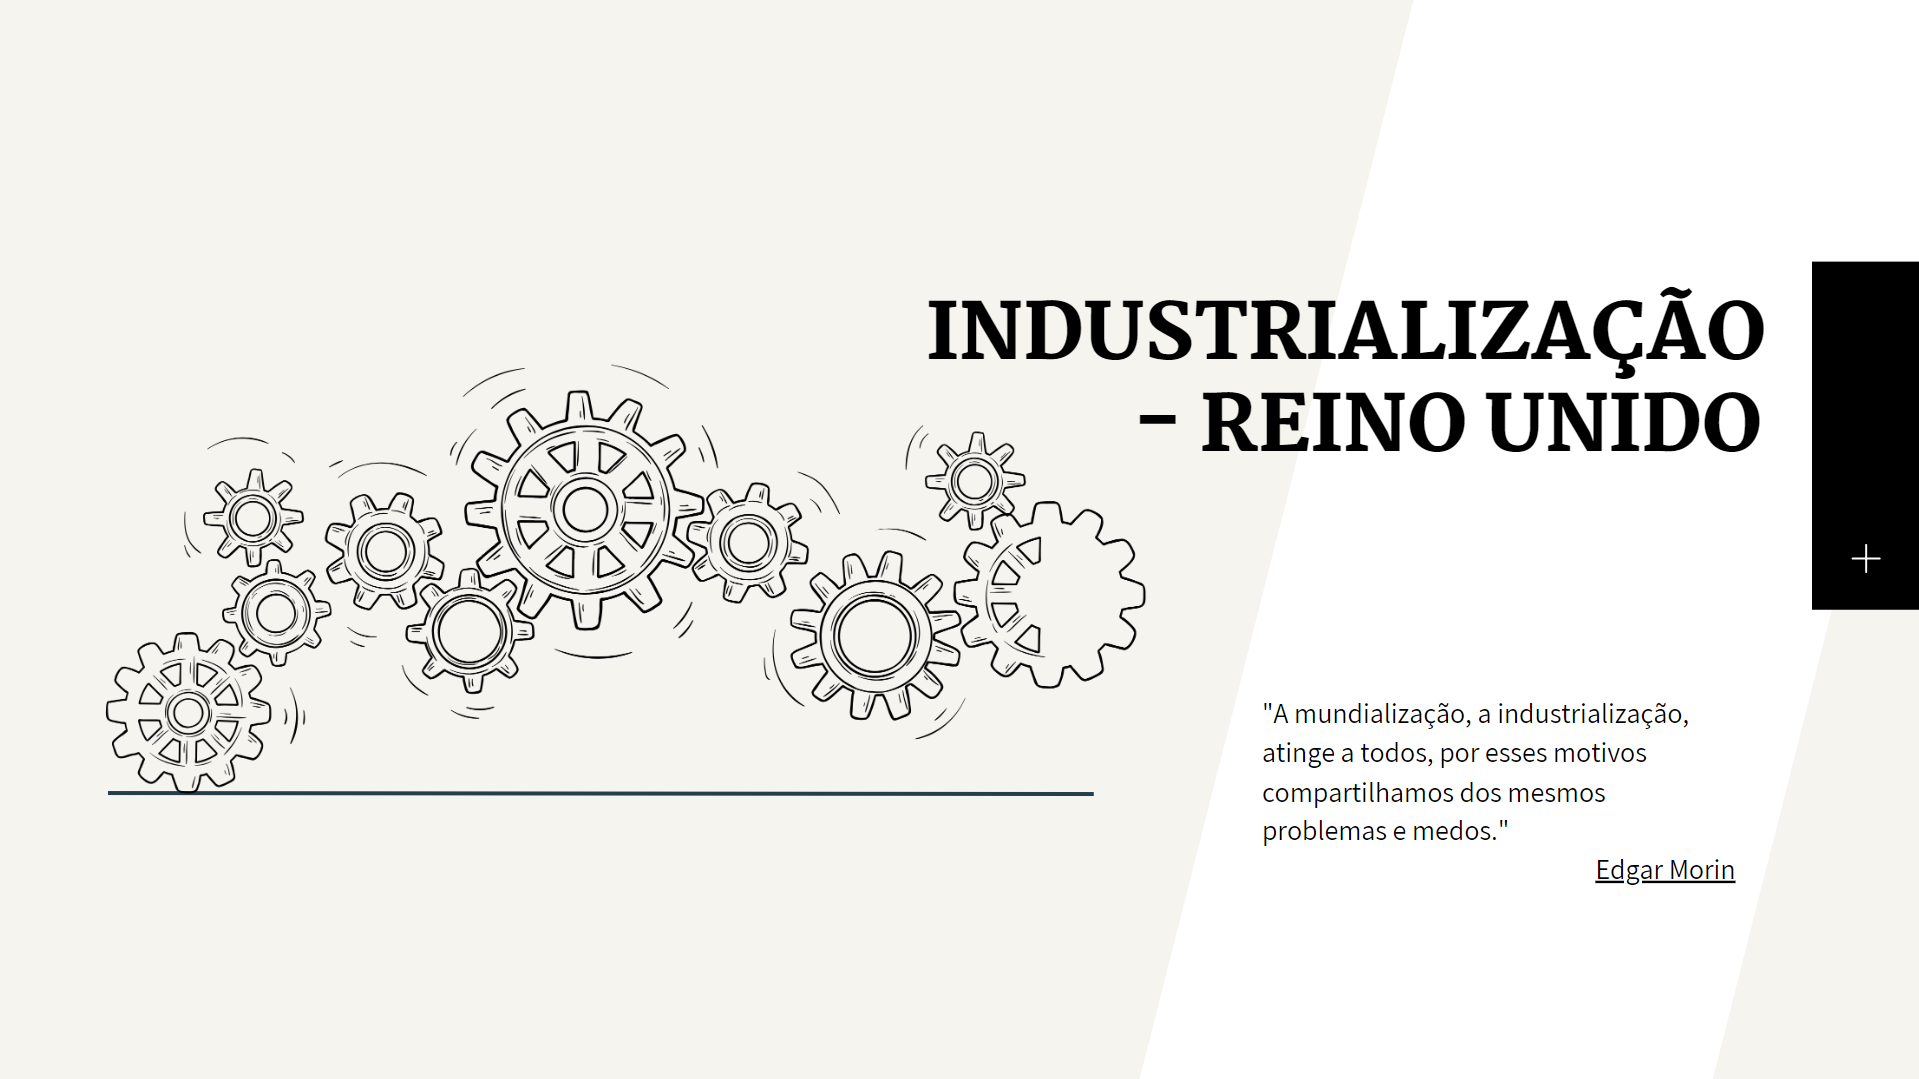 INDUSTRIALIZAÇÃO
– REINO UNIDO
"A mundialização, a industrialização,
atinge a todos, por esses motivos
compartilhamos dos mesmos
problemas e medos."
Edgar Morin